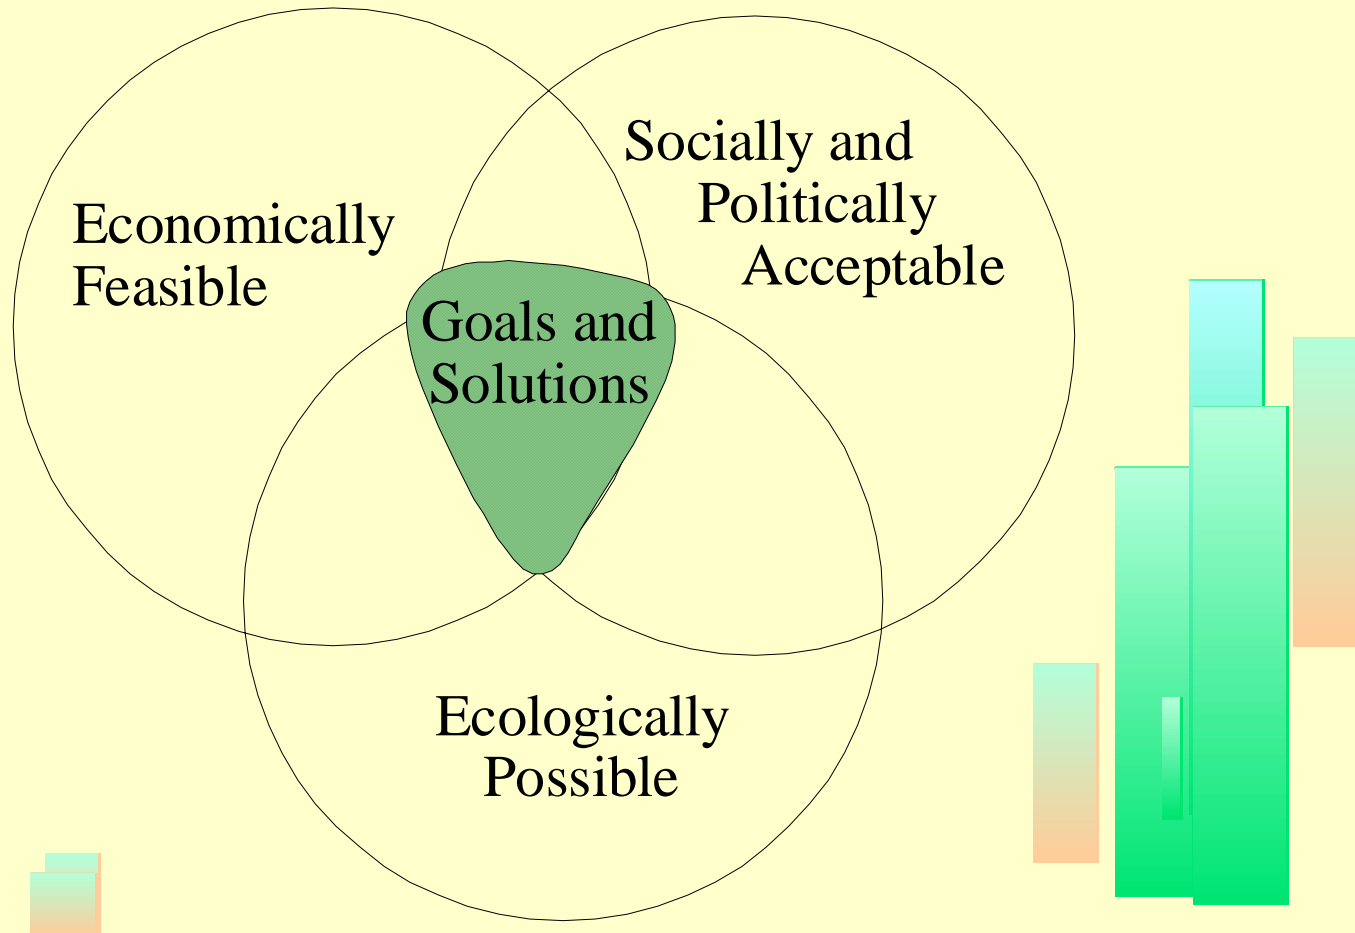 Economically
Feasible
Socially and
Politically
Acceptable
Goals and
Solutions
Ecologically
Possible